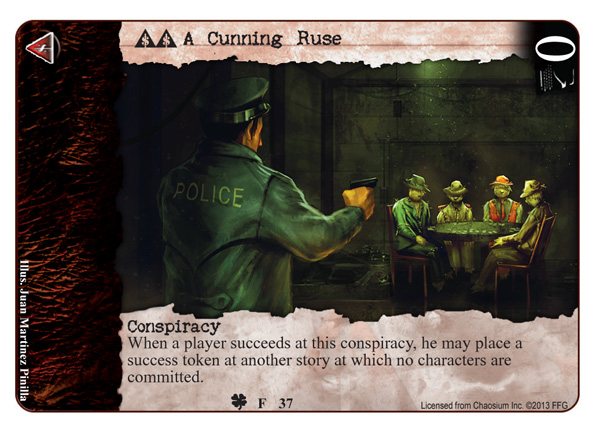 A Cunning Ruse
0
POLICE
Conspiracy
When a player succeeds at this conspiracy, he may place a
success token at another story at which no characters are
committed.
F 37
Illus. Juan Martinez Pinilla
Licensed from Chaosium Inc. ©2013 FFG